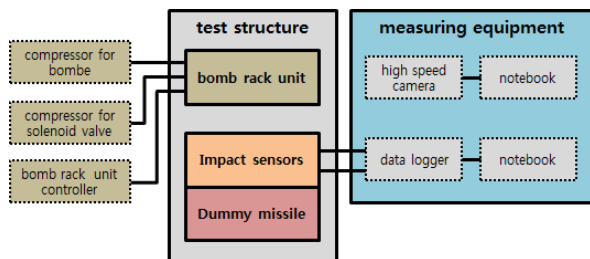 test structure
measuring equipment
compressor for
bombe
bomb rack unit
high speed
camera
notebook
compressor for
solenoid valve
Impact sensors
data logger
notebook
bomb rack unit
controller
Dummy missile